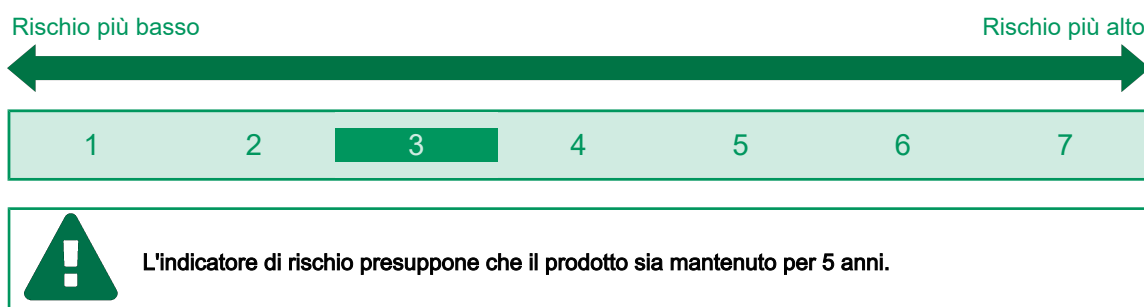 Rischio più basso Rischio più alto
1 2 3 4 5 6 7
L'indicatore di rischio presuppone che il prodotto sia mantenuto per 5 anni.